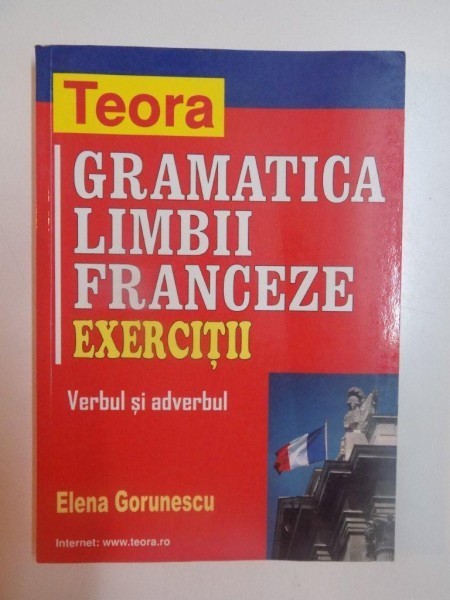 Teora
GRAMATICA
LIMBII
FRANCEZE
EXERCIȚII
Verbul și adverbul
Elena Gorunescu
Internet: www.teora.ro